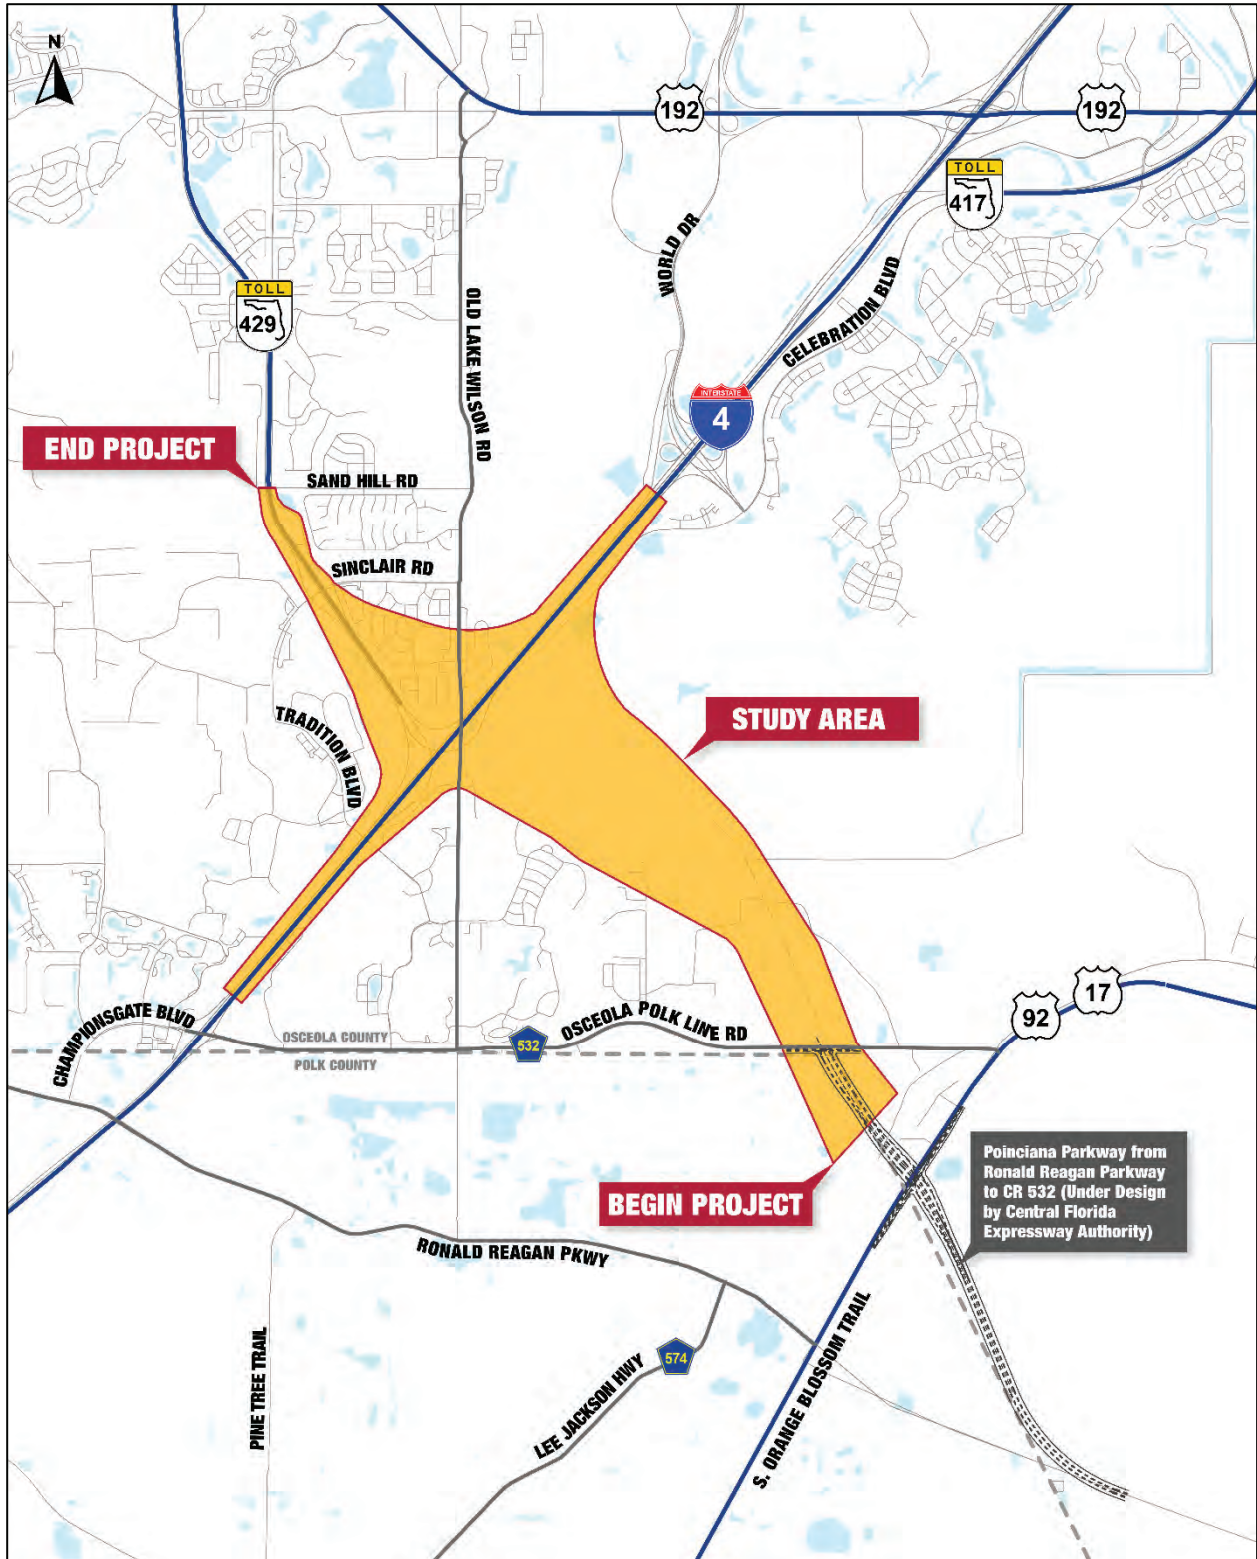 N
192
192
TOLL
417
WORLD DR
TOLL
429
OLD LAKE WILSON RD
CELEBRATION BLVD
INTERSTATE
4
END PROJECT
SAND HILL RD
SINCLAIR RD
TRADITION BLVD
STUDY AREA
17
92
CHAMPIONSGATE BLVD
OSCEOLA COUNTY
POLK COUNTY
532
OSCEOLA POLK LINE RD
BEGIN PROJECT
Poinciana Parkway from
Ronald Reagan Parkway
to CR 532 (Under Design
by Central Florida
Expressway Authority)
RONALD REAGAN PKWY
PINE TREE TRAIL
574
LEE JACKSON HWY
S. ORANGE BLOSSOM TRAIL